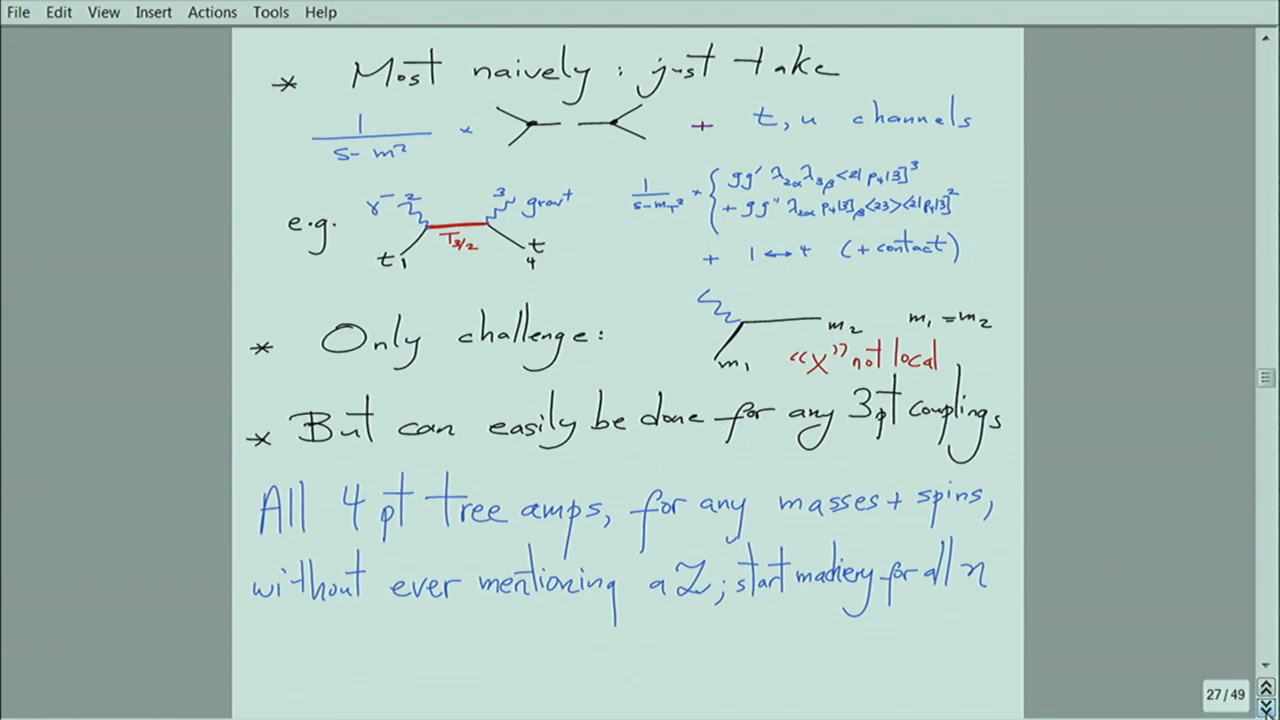 File Edit View Insert Actions Tools Help
* Most naively : just take
1/(s-m²) × + t, u channels
e.g. γ⁻ 2 3 grav+ T3/2 t 1 t 4
1/(s-m_T²) × { gg' λ2α λ3β <2|p4|3]³
+ gg'' λ2α p4|3]β <23> <2|p4|3]²
+ 1 ↔ 4 (+ contact)
* Only challenge: m1 m2 m1 = m2
"x" not local
* But can easily be done for any 3pt couplings
All 4 pt tree amps, for any masses + spins,
without ever mentioning a L; start machiery for all n
27 / 49